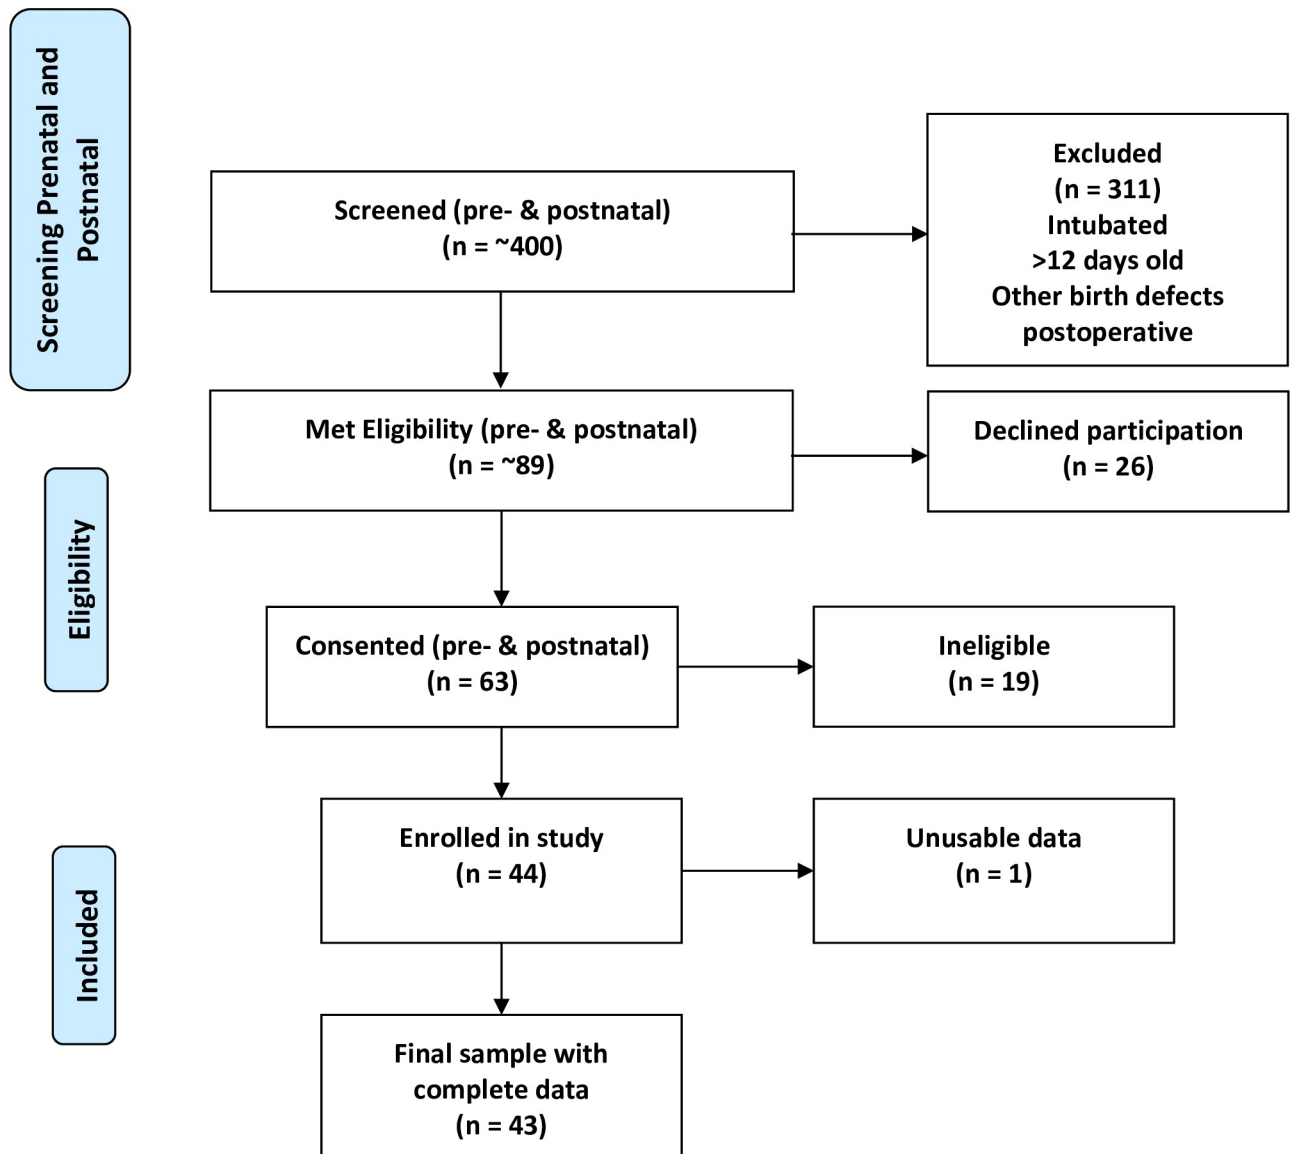 Screening Prenatal and
Postnatal
Screened (pre- & postnatal)
(n = ~400)
Excluded
(n = 311)
Intubated
>12 days old
Other birth defects
postoperative
Met Eligibility (pre- & postnatal)
(n = ~89)
Declined participation
(n = 26)
Eligibility
Consented (pre- & postnatal)
(n = 63)
Ineligible
(n = 19)
Enrolled in study
(n = 44)
Unusable data
(n = 1)
Included
Final sample with
complete data
(n = 43)